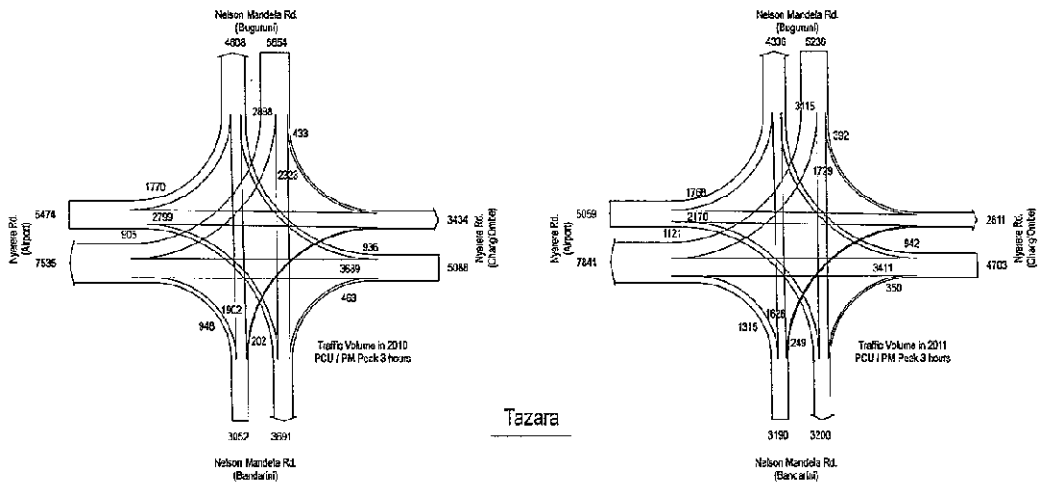 Nelson Mandela Rd.
(Buguruni)
4608 5654
2898
433
2323
1770
5474
2799
905
Nyerere Rd.
(Airport)
7535
3434
936
Nyerere Rd.
(Chang'Ombe)
3689
5088
463
1902
948
202
Traffic Volume in 2010
PCU / PM Peak 3 hours
3052 3691
Nelson Mandela Rd.
(Bandarini)
Tazara
Nelson Mandela Rd.
(Buguruni)
4336 5236
3115
392
1729
1768
5059
2170
1121
Nyerere Rd.
(Airport)
7841
2811
942
Nyerere Rd.
(Chang'Ombe)
3411
4703
350
1626
1315
249
Traffic Volume in 2011
PCU / PM Peak 3 hours
3190 3200
Nelson Mandela Rd.
(Bandarini)